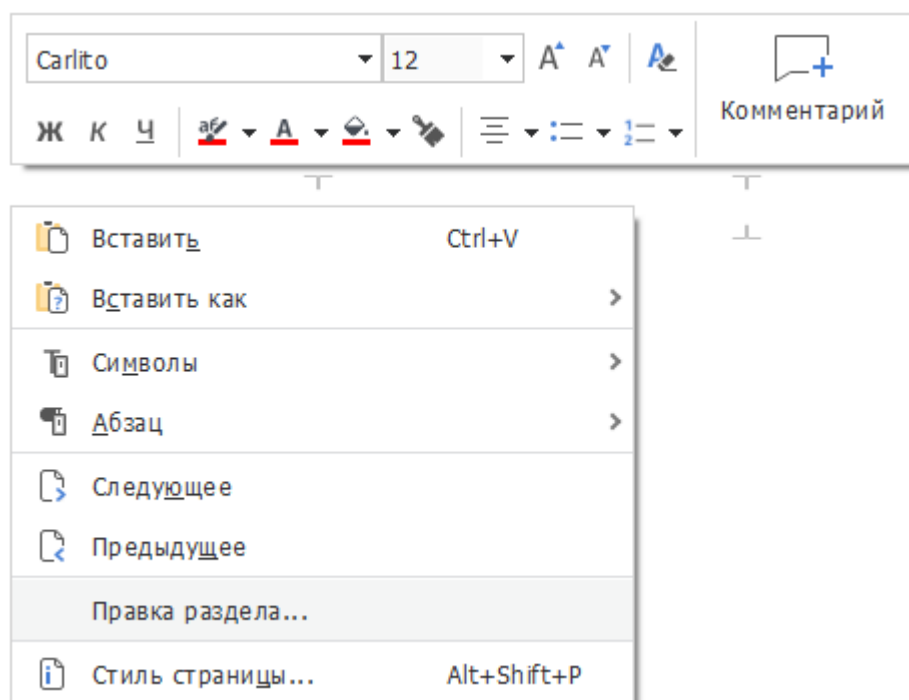 Carlito 12
Комментарий
Ж К Ч
Вставить Ctrl+V
Вставить как
Символы
Абзац
Следующее
Предыдущее
Правка раздела...
Стиль страницы... Alt+Shift+P